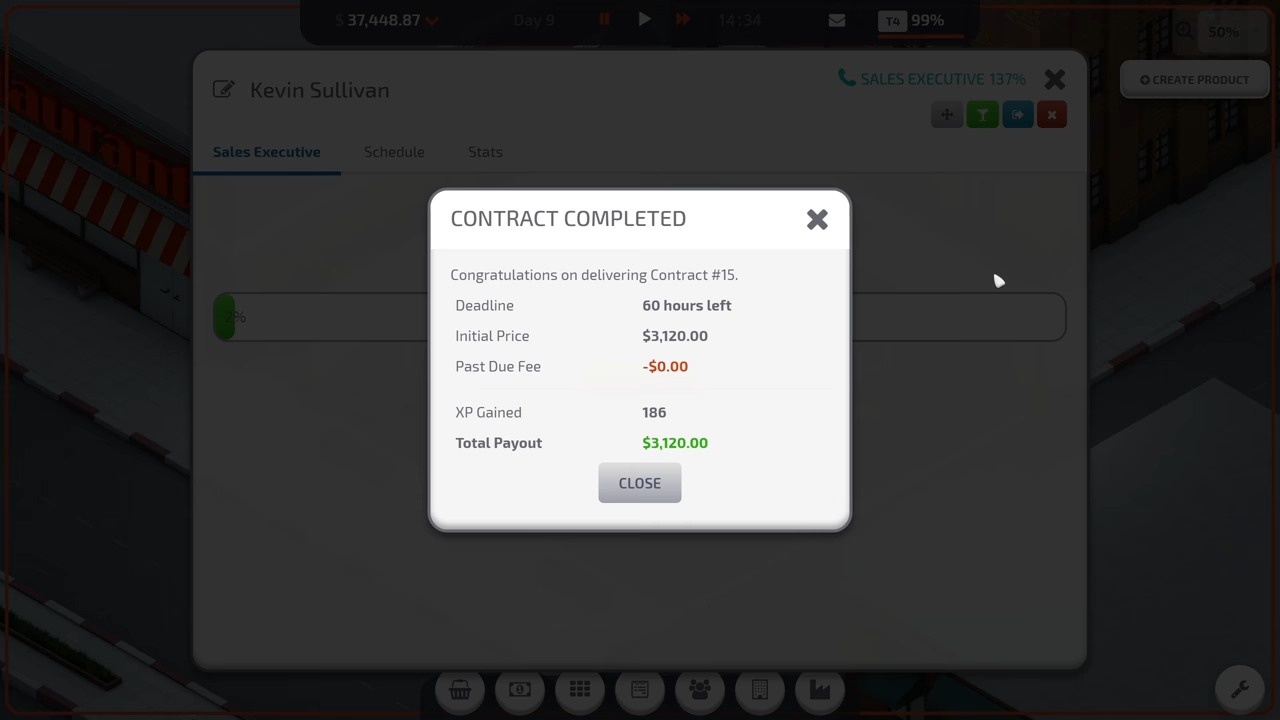 $ 37,448.87
Day 9
14:34
T4 99%
50%
CREATE PRODUCT
Kevin Sullivan
SALES EXECUTIVE 137%
Sales Executive
Schedule
Stats
2%
CONTRACT COMPLETED
Congratulations on delivering Contract #15.
Deadline 60 hours left
Initial Price $3,120.00
Past Due Fee -$0.00
XP Gained 186
Total Payout $3,120.00
CLOSE
aurant